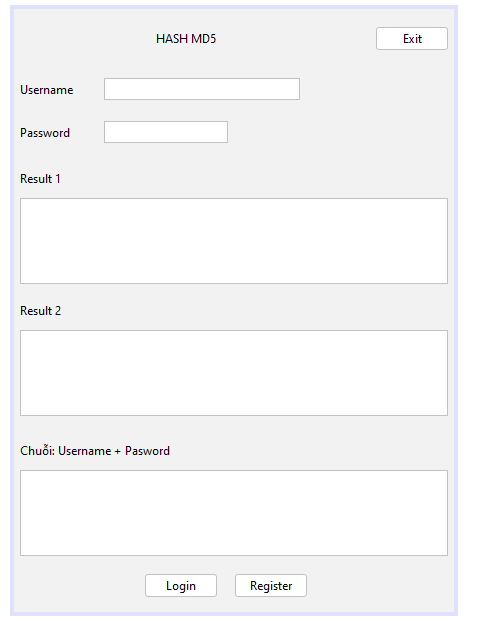 HASH MD5 Exit
Username
Password
Result 1
Result 2
Chuỗi: Username + Pasword
Login Register